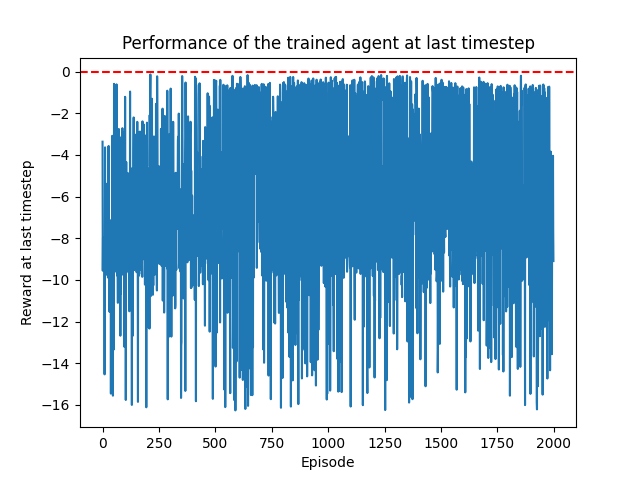 Performance of the trained agent at last timestep
Reward at last timestep
0
−2
−4
−6
−8
−10
−12
−14
−16
0 250 500 750 1000 1250 1500 1750 2000
Episode